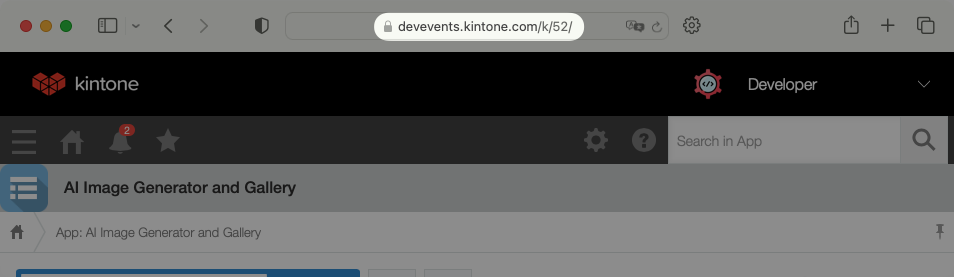 devevents.kintone.com/k/52/
kintone
Developer
2
Search in App
AI Image Generator and Gallery
App: AI Image Generator and Gallery